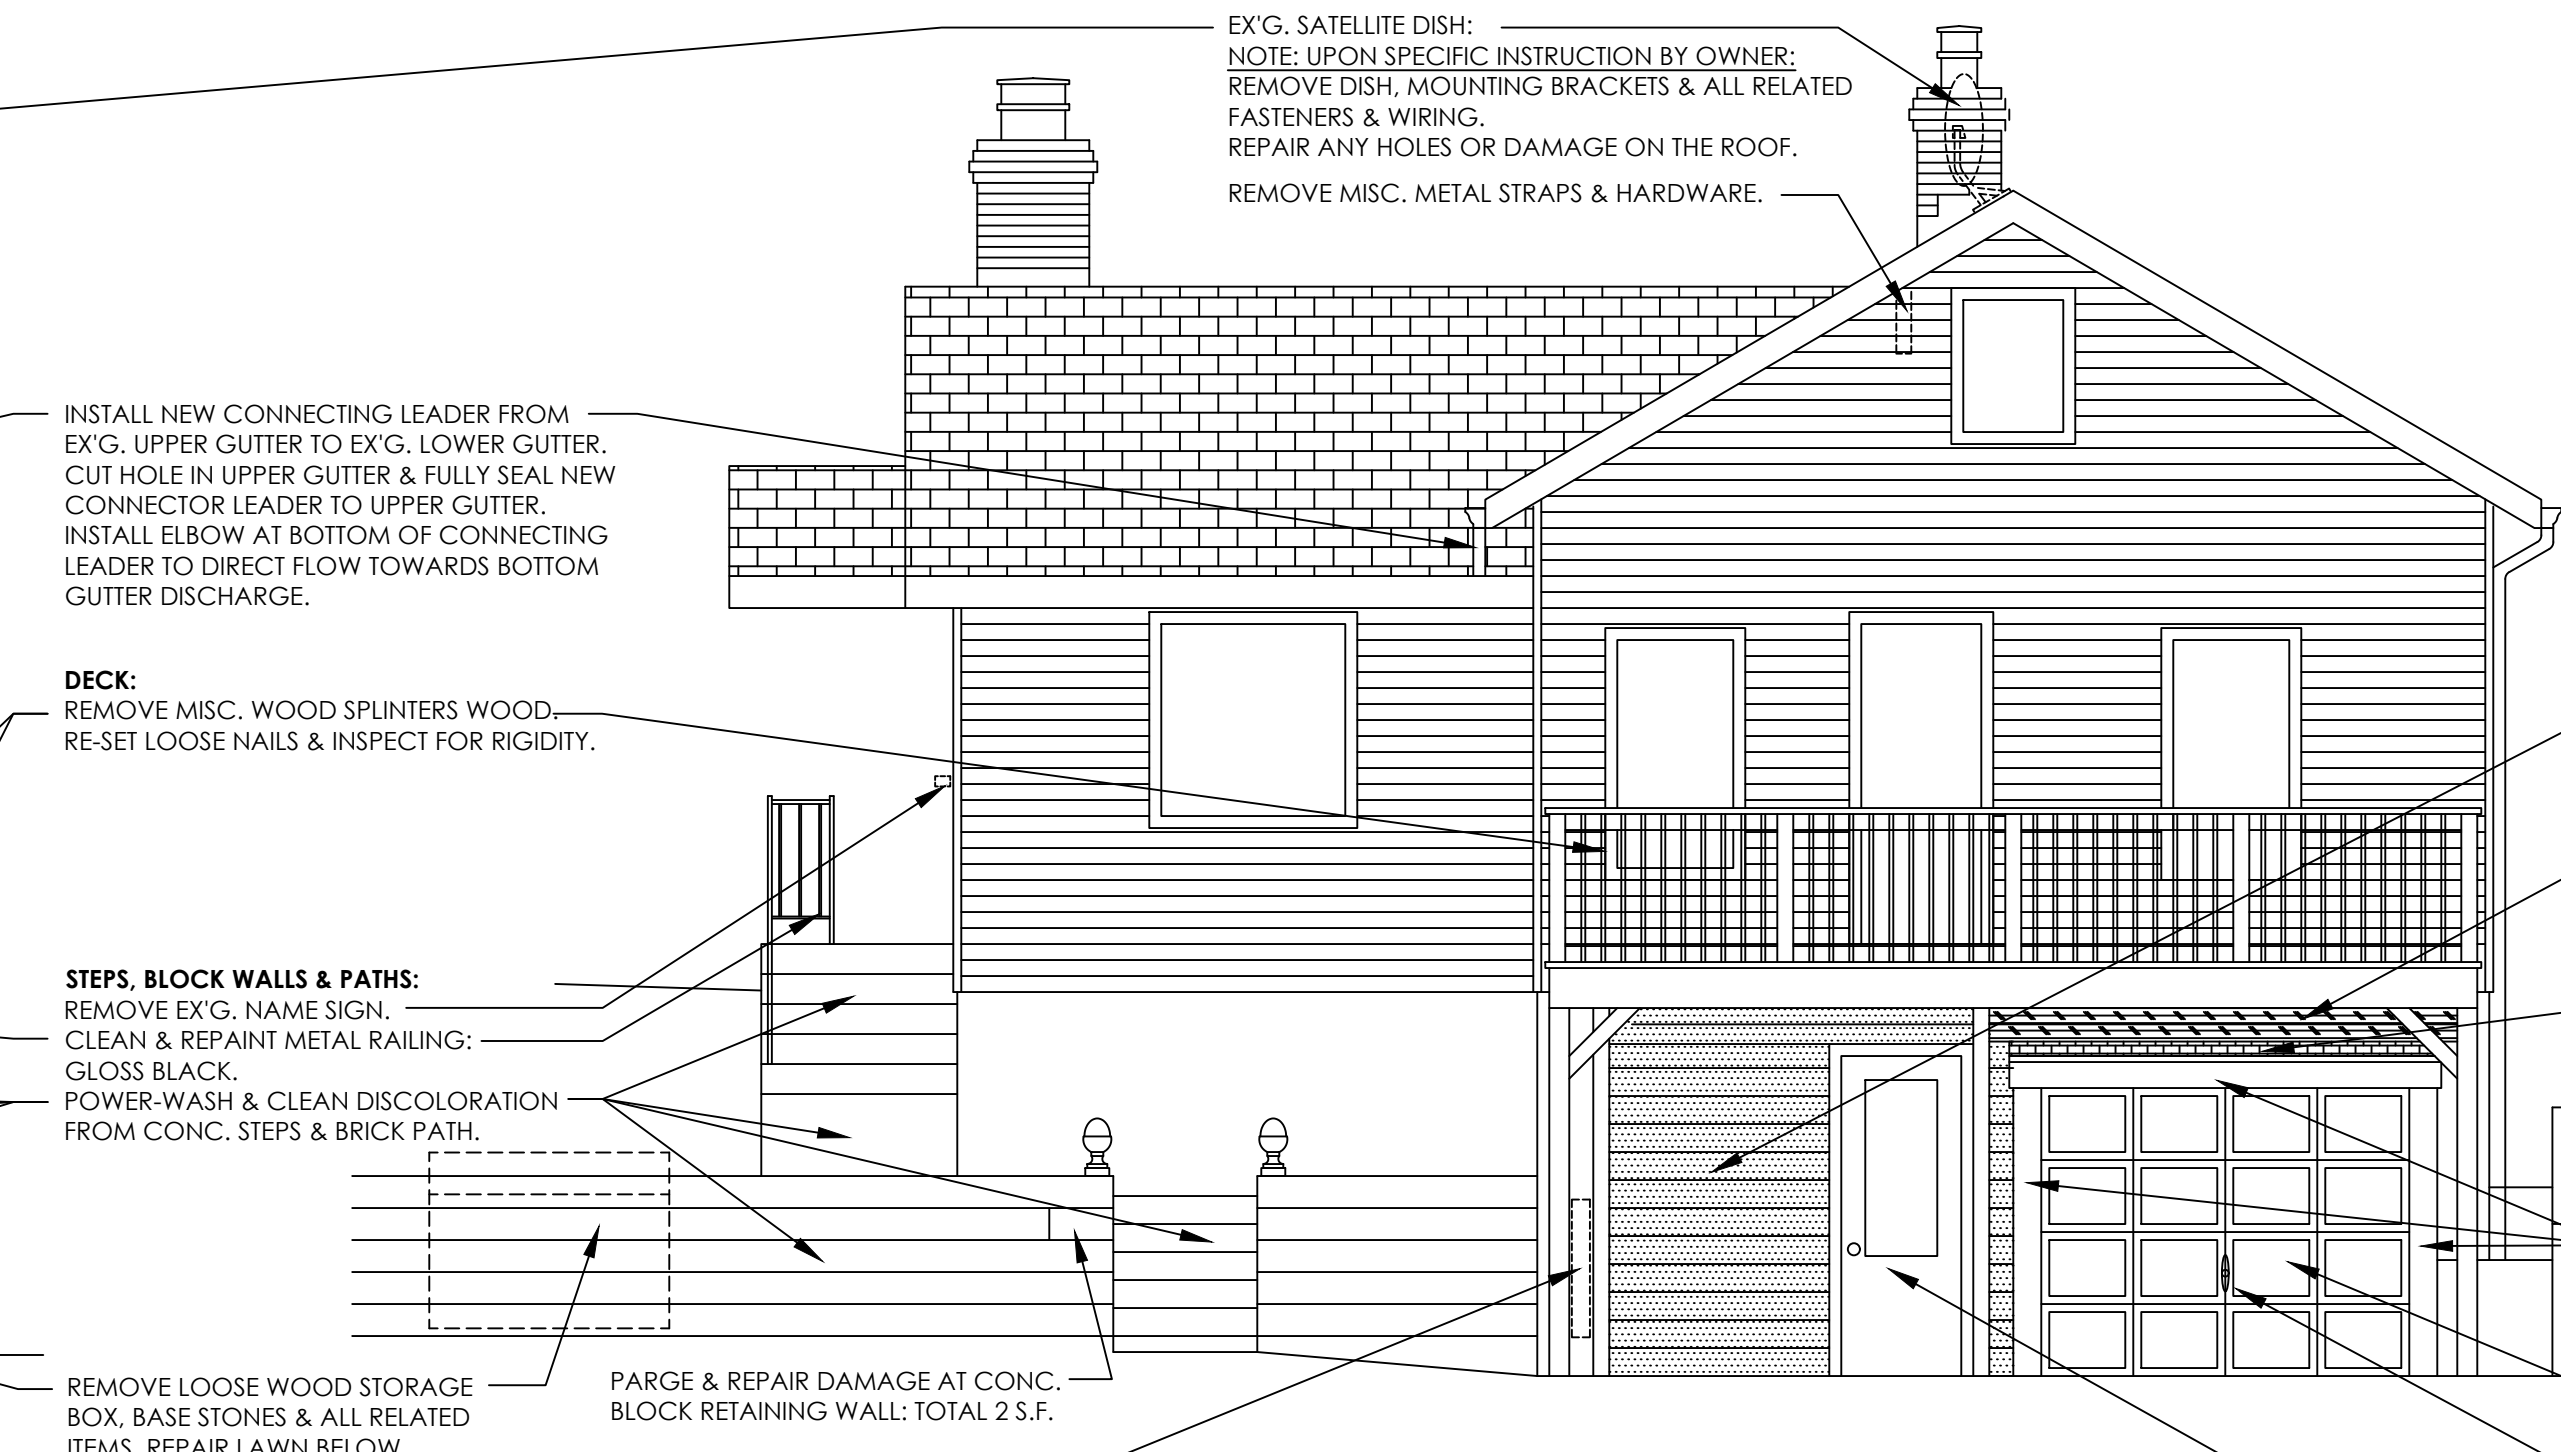 EX'G. SATELLITE DISH:
NOTE: UPON SPECIFIC INSTRUCTION BY OWNER:
REMOVE DISH, MOUNTING BRACKETS & ALL RELATED
FASTENERS & WIRING.
REPAIR ANY HOLES OR DAMAGE ON THE ROOF.
REMOVE MISC. METAL STRAPS & HARDWARE.
INSTALL NEW CONNECTING LEADER FROM
EX'G. UPPER GUTTER TO EX'G. LOWER GUTTER.
CUT HOLE IN UPPER GUTTER & FULLY SEAL NEW
CONNECTOR LEADER TO UPPER GUTTER.
INSTALL ELBOW AT BOTTOM OF CONNECTING
LEADER TO DIRECT FLOW TOWARDS BOTTOM
GUTTER DISCHARGE.
DECK:
REMOVE MISC. WOOD SPLINTERS WOOD.
RE-SET LOOSE NAILS & INSPECT FOR RIGIDITY.
STEPS, BLOCK WALLS & PATHS:
REMOVE EX'G. NAME SIGN.
CLEAN & REPAINT METAL RAILING:
GLOSS BLACK.
POWER-WASH & CLEAN DISCOLORATION
FROM CONC. STEPS & BRICK PATH.
REMOVE LOOSE WOOD STORAGE
BOX, BASE STONES & ALL RELATED
ITEMS. REPAIR LAWN BELOW
PARGE & REPAIR DAMAGE AT CONC.
BLOCK RETAINING WALL: TOTAL 2 S.F.